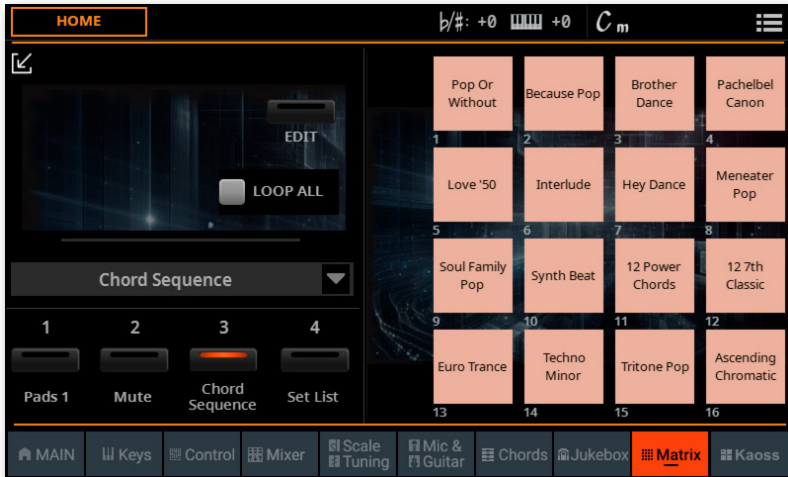 HOME
♭/#: +0 +0 Cm
EDIT
LOOP ALL
Chord Sequence
1 2 3 4
Pads 1
Mute
Chord
Sequence
Set List
Pop Or
Without
1
Because Pop
2
Brother
Dance
3
Pachelbel
Canon
4
Love '50
5
Interlude
6
Hey Dance
7
Meneater
Pop
8
Soul Family
Pop
9
Synth Beat
10
12 Power
Chords
11
12 7th
Classic
12
Euro Trance
13
Techno
Minor
14
Tritone Pop
15
Ascending
Chromatic
16
MAIN
Keys
Control
Mixer
Scale
Tuning
Mic &
Guitar
Chords
Jukebox
Matrix
Kaoss